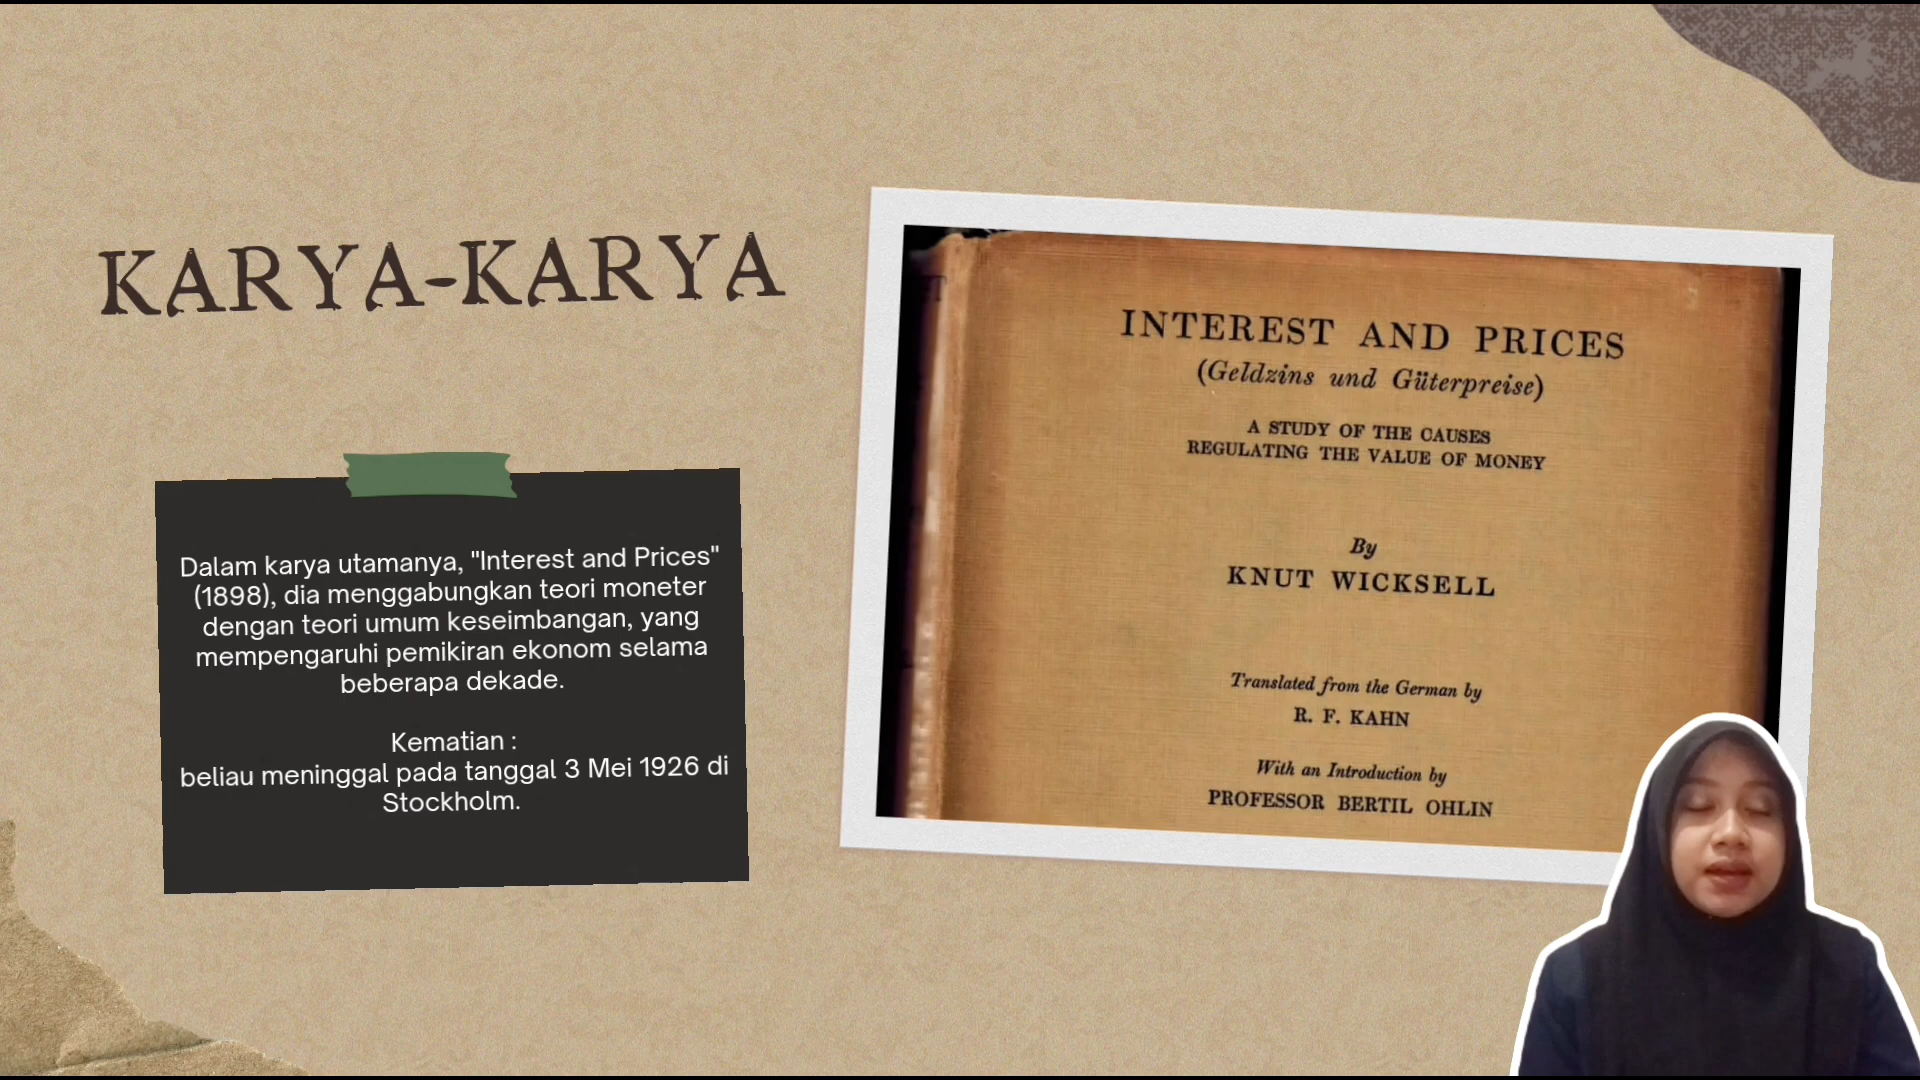 KARYA-KARYA
Dalam karya utamanya, "Interest and Prices"
(1898), dia menggabungkan teori moneter
dengan teori umum keseimbangan, yang
mempengaruhi pemikiran ekonom selama
beberapa dekade.
Kematian :
beliau meninggal pada tanggal 3 Mei 1926 di
Stockholm.
INTEREST AND PRICES
(Geldzins und Güterpreise)
A STUDY OF THE CAUSES
REGULATING THE VALUE OF MONEY
By
KNUT WICKSELL
Translated from the German by
R. F. KAHN
With an Introduction by
PROFESSOR BERTIL OHLIN